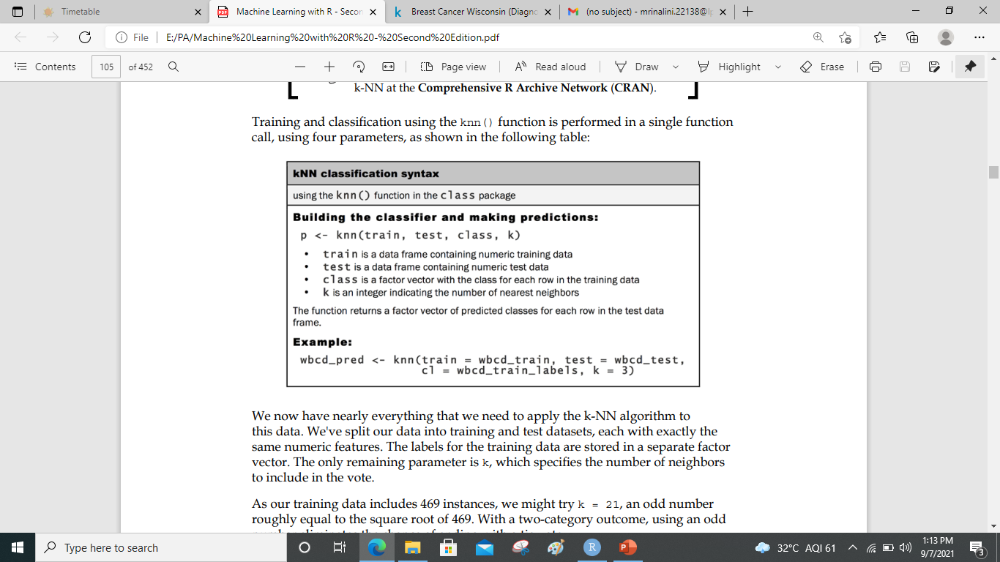 Timetable
Machine Learning with R - Secon
Breast Cancer Wisconsin (Diagno
(no subject) - mrinalini.22138@
File
E:/PA/Machine%20Learning%20with%20R%20-%20Second%20Edition.pdf
Contents
105
of 452
Page view
Read aloud
Draw
Highlight
Erase
k-NN at the Comprehensive R Archive Network (CRAN).
Training and classification using the knn() function is performed in a single function
call, using four parameters, as shown in the following table:
kNN classification syntax
using the knn() function in the class package
Building the classifier and making predictions:
p <- knn(train, test, class, k)
• train is a data frame containing numeric training data
• test is a data frame containing numeric test data
• class is a factor vector with the class for each row in the training data
• k is an integer indicating the number of nearest neighbors
The function returns a factor vector of predicted classes for each row in the test data
frame.
Example:
wbcd_pred <- knn(train = wbcd_train, test = wbcd_test,
cl = wbcd_train_labels, k = 3)
We now have nearly everything that we need to apply the k-NN algorithm to
this data. We've split our data into training and test datasets, each with exactly the
same numeric features. The labels for the training data are stored in a separate factor
vector. The only remaining parameter is k, which specifies the number of neighbors
to include in the vote.
As our training data includes 469 instances, we might try k = 21, an odd number
roughly equal to the square root of 469. With a two-category outcome, using an odd
Type here to search
32°C AQI 61
1:13 PM
9/7/2021
3